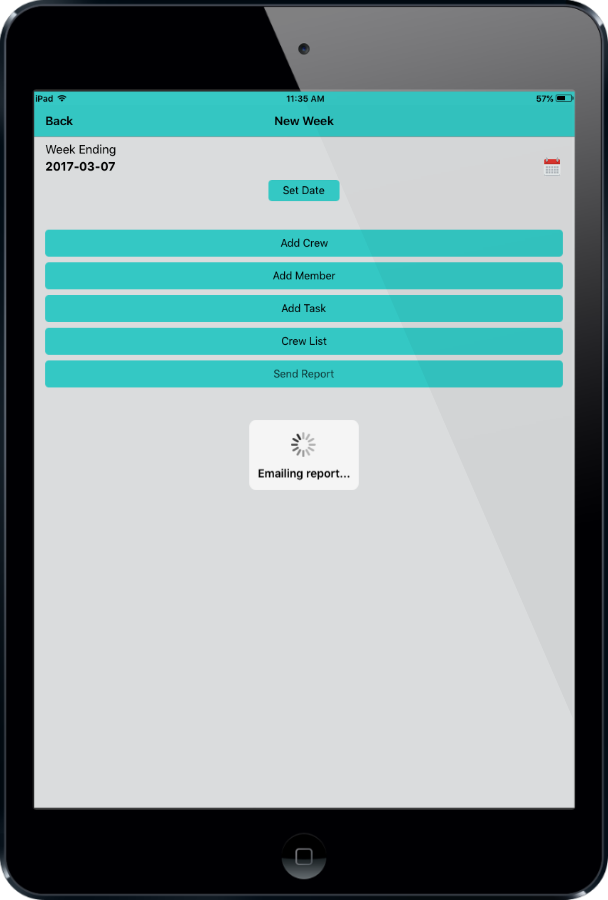 iPad 11:35 AM 57%
Back New Week
Week Ending
2017-03-07
Set Date
Add Crew
Add Member
Add Task
Crew List
Send Report
Emailing report...